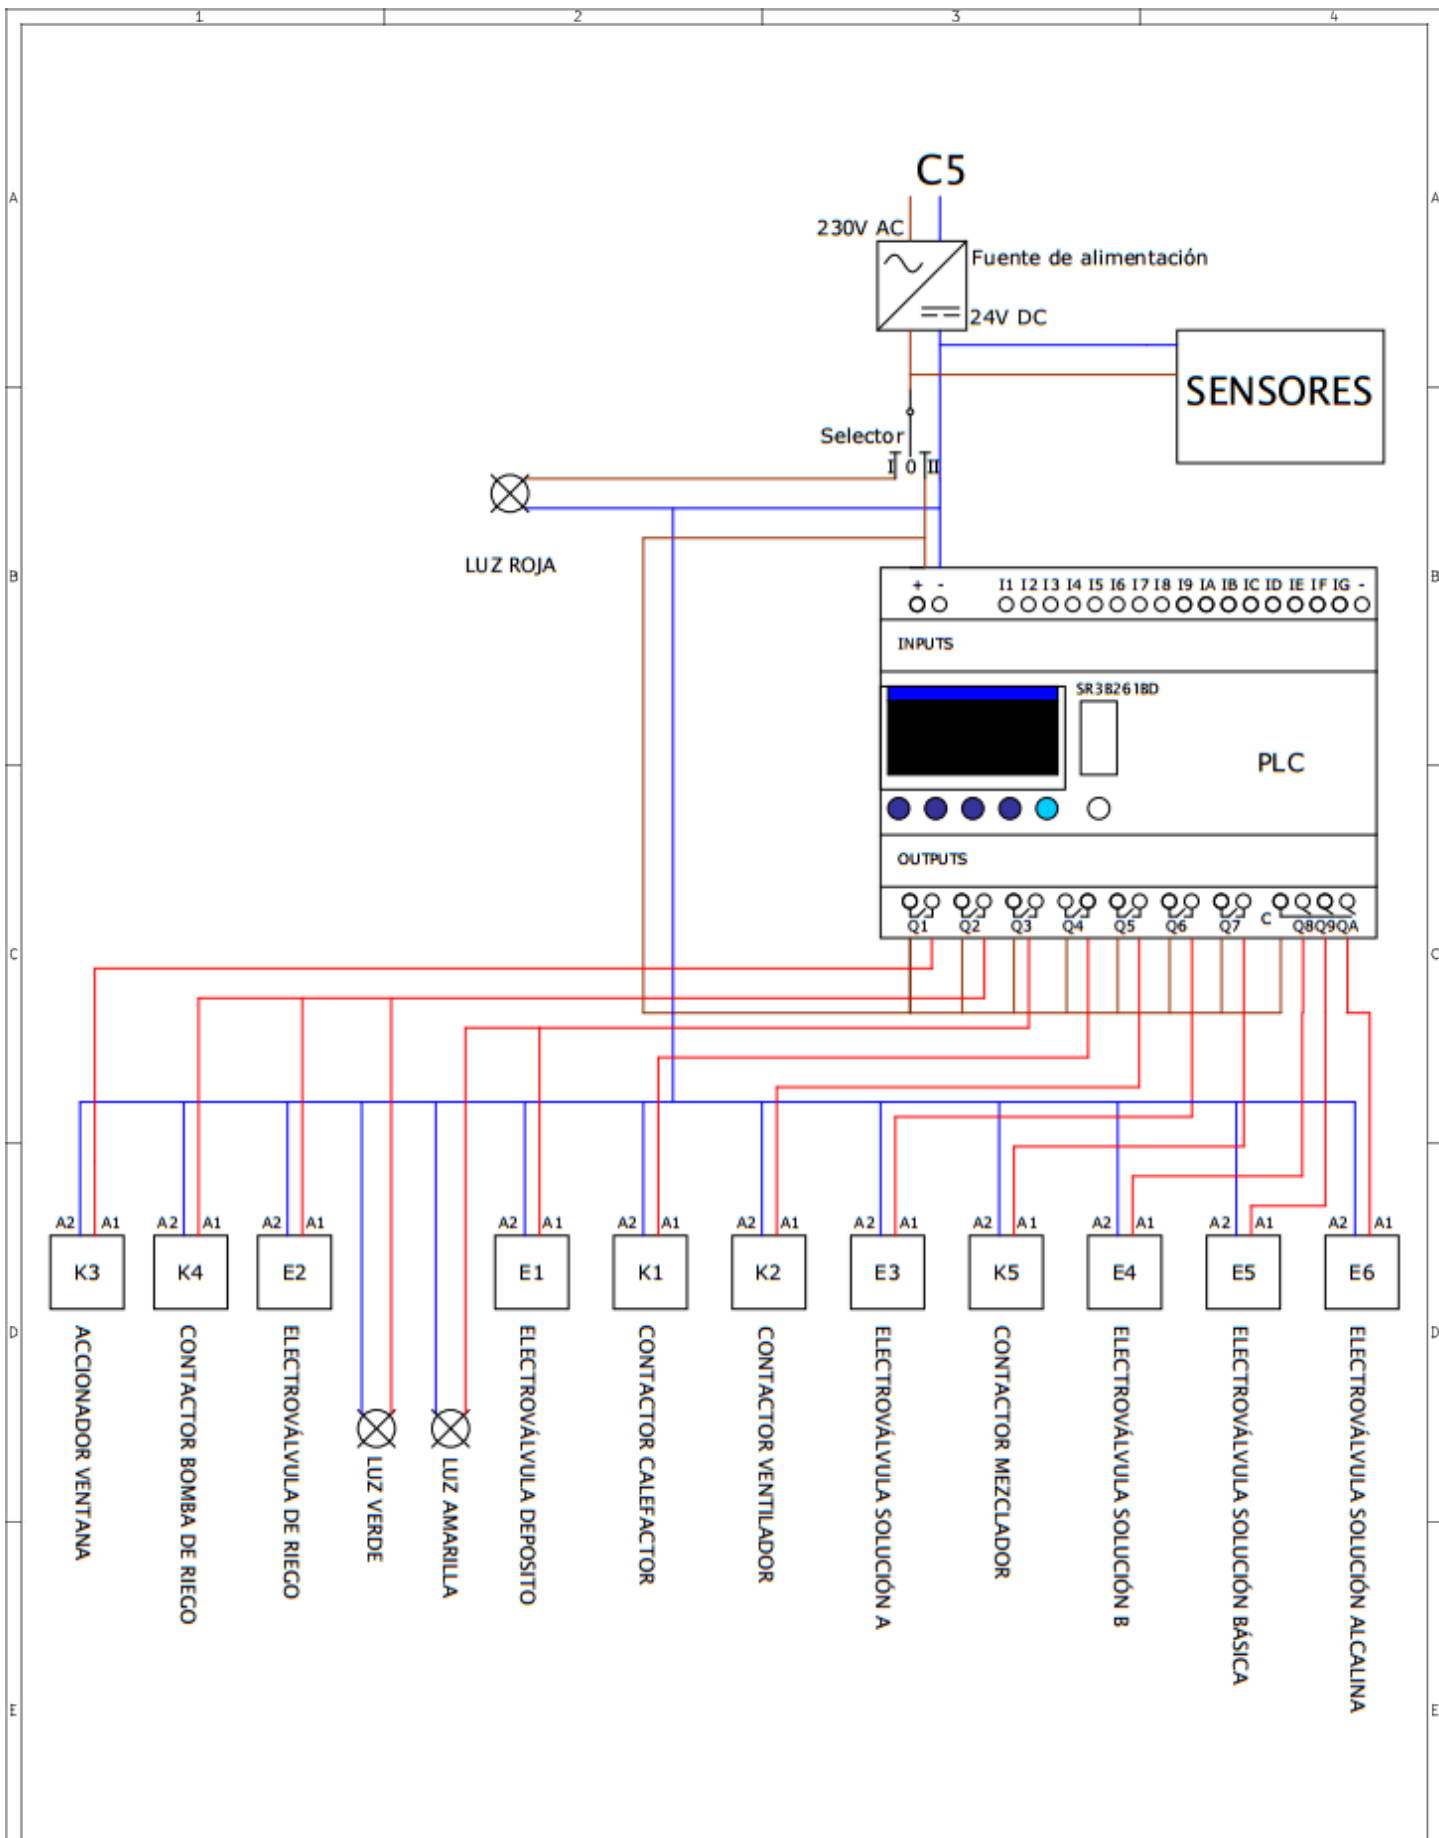 1 2 3 4
A A
C5
230V AC
Fuente de alimentación
24V DC
SENSORES
Selector
I 0 II
LUZ ROJA
B B
+ - I1 I2 I3 I4 I5 I6 I7 I8 I9 IA IB IC ID IE IF IG -
INPUTS
SR3B261BD
PLC
OUTPUTS
Q1 Q2 Q3 Q4 Q5 Q6 Q7 C Q8 Q9 QA
C C
A2 A1 A2 A1 A2 A1 A2 A1 A2 A1 A2 A1 A2 A1 A2 A1 A2 A1 A2 A1 A2 A1
K3 K4 E2 E1 K1 K2 E3 K5 E4 E5 E6
D D
ACCIONADOR VENTANA
CONTACTOR BOMBA DE RIEGO
ELECTROVÁLVULA DE RIEGO
LUZ VERDE
LUZ AMARILLA
ELECTROVÁLVULA DEPOSITO
CONTACTOR CALEFACTOR
CONTACTOR VENTILADOR
ELECTROVÁLVULA SOLUCIÓN A
CONTACTOR MEZCLADOR
ELECTROVÁLVULA SOLUCIÓN B
ELECTROVÁLVULA SOLUCIÓN BÁSICA
ELECTROVÁLVULA SOLUCIÓN ALCALINA
E E